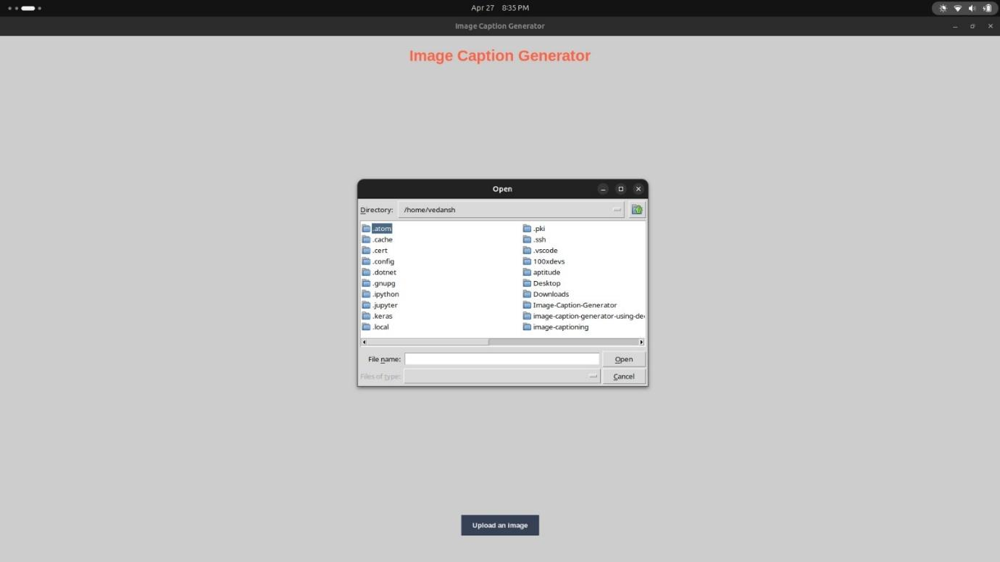 Apr 27 8:35 PM
Image Caption Generator
Image Caption Generator
Open
Directory: /home/vedansh
.atom
.cache
.cert
.config
.dotnet
.gnupg
.ipython
.jupyter
.keras
.local
.pki
.ssh
.vscode
100xdevs
aptitude
Desktop
Downloads
Image-Caption-Generator
image-caption-generator-using-de
image-captioning
File name: Open
Files of type: Cancel
Upload an image